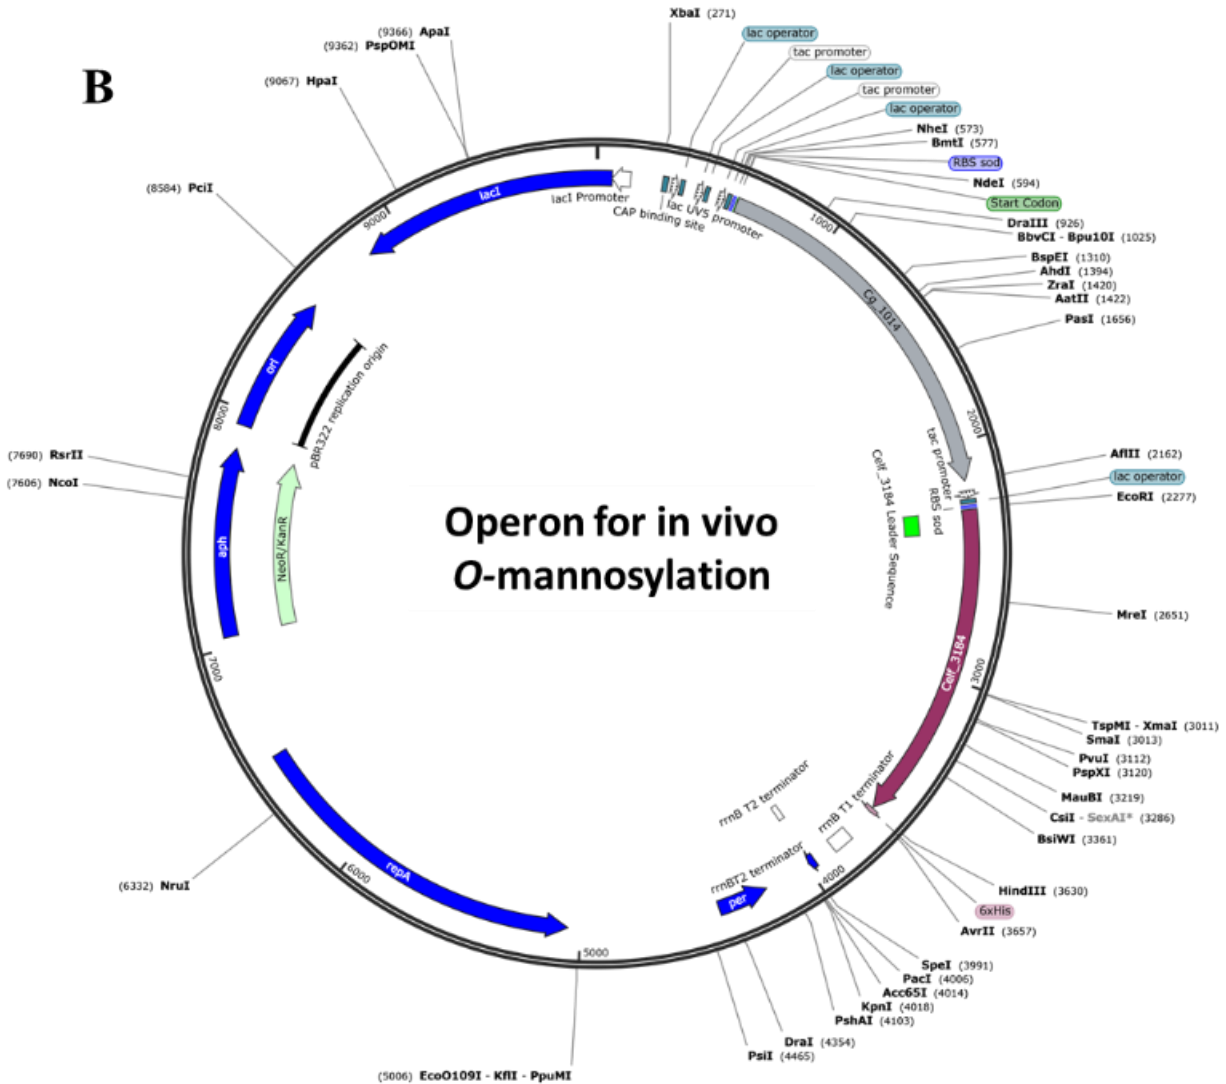 B
XbaI (271)
lac operator
tac promoter
lac operator
tac promoter
lac operator
NheI (573)
BmtI (577)
RBS sod
NdeI (594)
Start Codon
DraIII (926)
BbvCI - Bpu10I (1025)
BspEI (1310)
AhdI (1394)
ZraI (1420)
AatII (1422)
PasI (1656)
AflII (2162)
lac operator
EcoRI (2277)
MreI (2651)
TspMI - XmaI (3011)
SmaI (3013)
PvuI (3112)
PspXI (3120)
MauBI (3219)
CsiI - SexAI* (3286)
BsiWI (3361)
HindIII (3630)
6xHis
AvrII (3657)
SpeI (3991)
PacI (4006)
Acc65I (4014)
KpnI (4018)
PshAI (4103)
DraI (4354)
PsiI (4465)
(5006) EcoO109I - KflI - PpuMI
(6332) NruI
(7606) NcoI
(7690) RsrII
(8584) PciI
(9067) HpaI
(9362) PspOMI
(9366) ApaI
lacI
lacI Promoter
CAP binding site
lac UV5 promoter
1000
Cg_1014
2000
tac promoter
RBS sod
Celf_3184 Leader Sequence
Celf_3184
3000
rrnB T1 terminator
rrnB T2 terminator
rrnBT2 terminator
4000
per
5000
repA
6000
7000
aph
NeoR/KanR
8000
ori
pBR322 replication origin
9000
Operon for in vivo
O-mannosylation